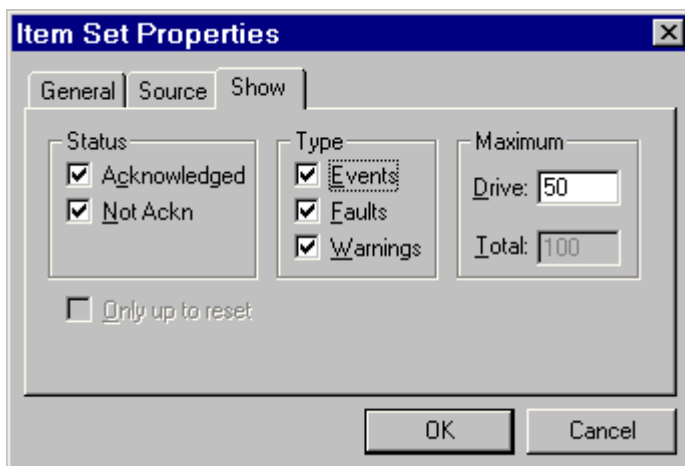 Item Set Properties
General Source Show
Status
Acknowledged
Not Ackn
Type
Events
Faults
Warnings
Maximum
Drive: 50
Total: 100
Only up to reset
OK Cancel